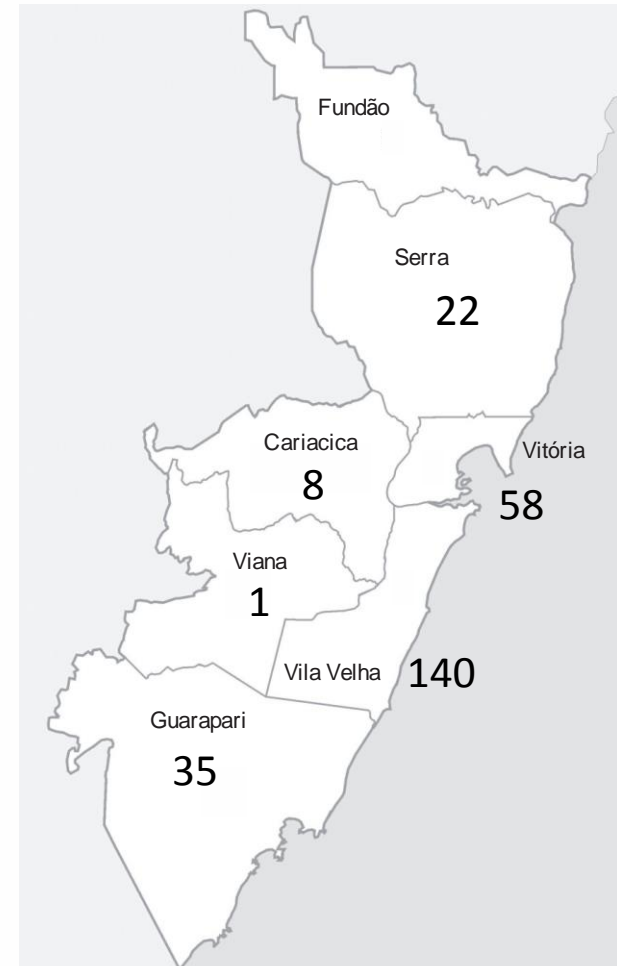 Fundão
Serra
22
Cariacica
8
Vitória
58
Viana
1
Vila Velha
140
Guarapari
35